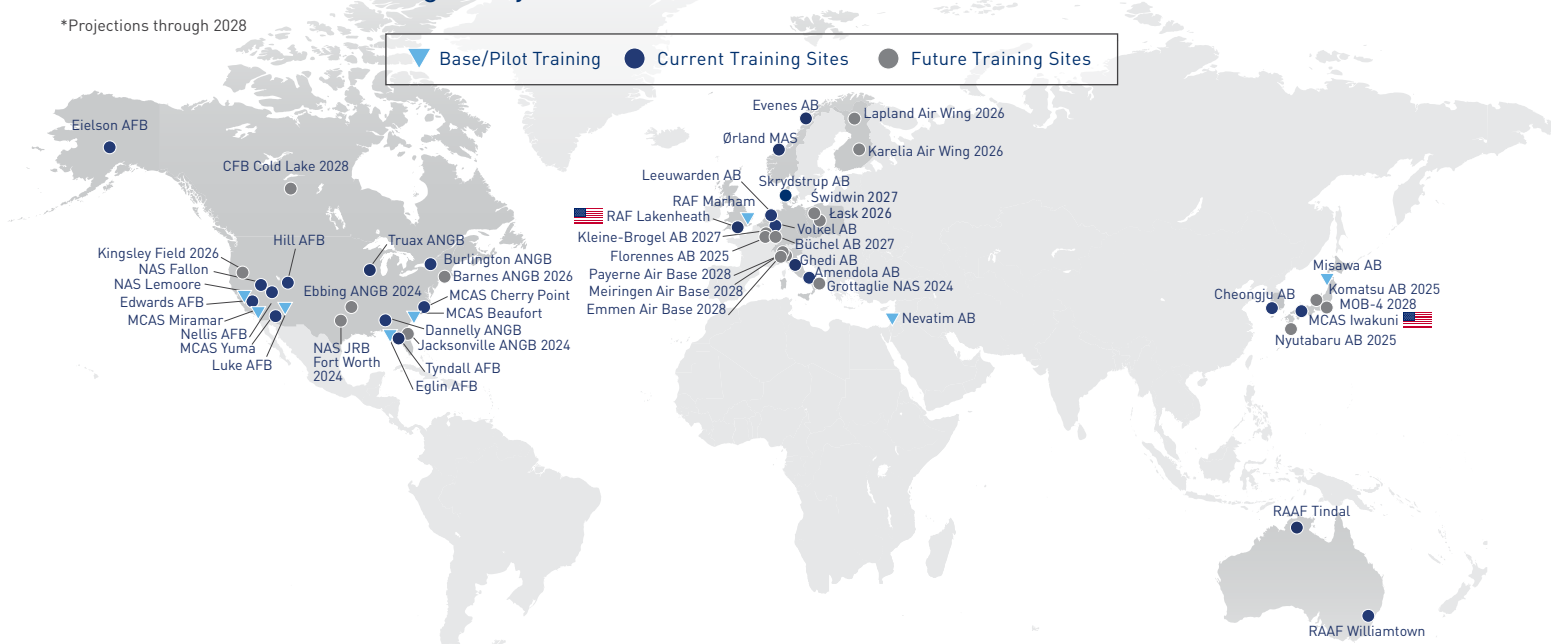 *Projections through 2028
Base/Pilot Training
Current Training Sites
Future Training Sites
Eielson AFB
CFB Cold Lake 2028
Kingsley Field 2026
NAS Fallon
NAS Lemoore
Edwards AFB
MCAS Miramar
Nellis AFB
MCAS Yuma
Luke AFB
Hill AFB
Truax ANGB
Burlington ANGB
Barnes ANGB 2026
Ebbing ANGB 2024
MCAS Cherry Point
MCAS Beaufort
Dannelly ANGB
Jacksonville ANGB 2024
NAS JRB
Fort Worth
2024
Tyndall AFB
Eglin AFB
Evenes AB
Lapland Air Wing 2026
Ørland MAS
Karelia Air Wing 2026
Leeuwarden AB
Skrydstrup AB
RAF Marham
Świdwin 2027
RAF Lakenheath
Łask 2026
Volkel AB
Kleine-Brogel AB 2027
Büchel AB 2027
Florennes AB 2025
Ghedi AB
Payerne Air Base 2028
Amendola AB
Meiringen Air Base 2028
Grottaglie NAS 2024
Emmen Air Base 2028
Nevatim AB
Misawa AB
Komatsu AB 2025
Cheongju AB
MOB-4 2028
MCAS Iwakuni
Nyutabaru AB 2025
RAAF Tindal
RAAF Williamtown